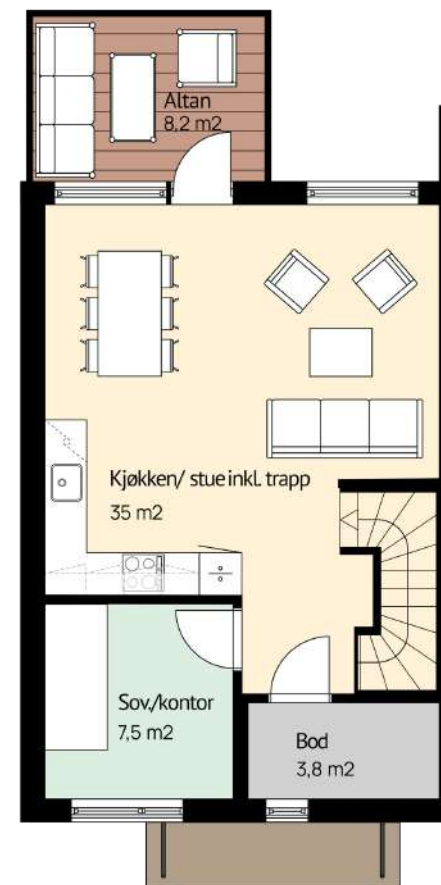 Altan
8,2 m2
Kjøkken/ stue inkl. trapp
35 m2
Sov./kontor
7,5 m2
Bod
3,8 m2